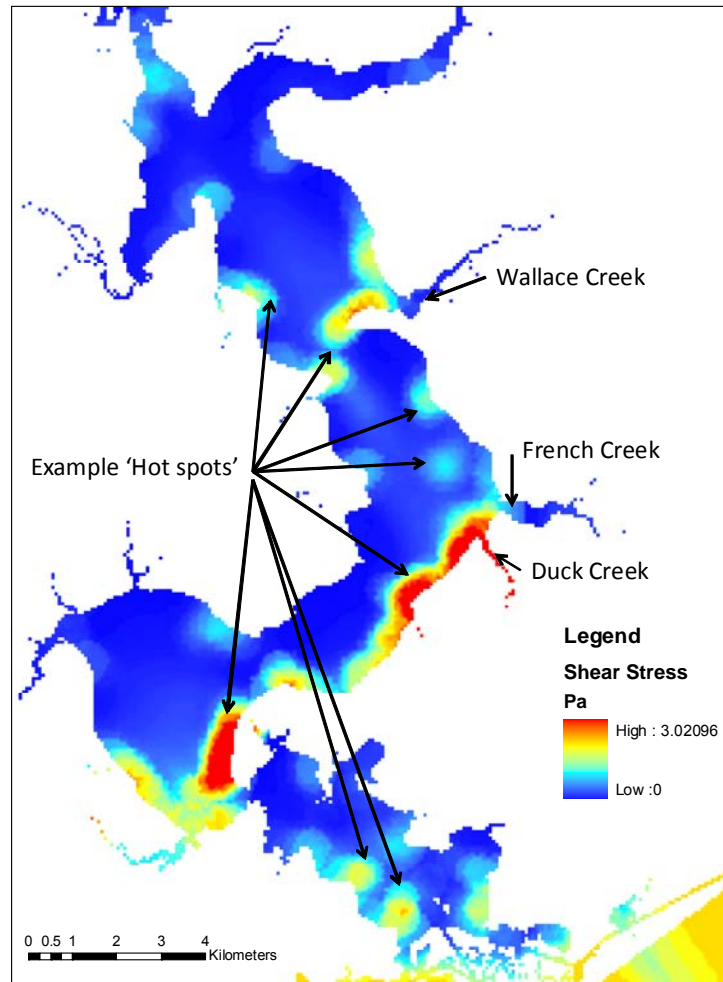 Wallace Creek
Example ‘Hot spots’
French Creek
Duck Creek
Legend
Shear Stress
Pa
High : 3.02096
Low :0
0 0.5 1 2 3 4
Kilometers